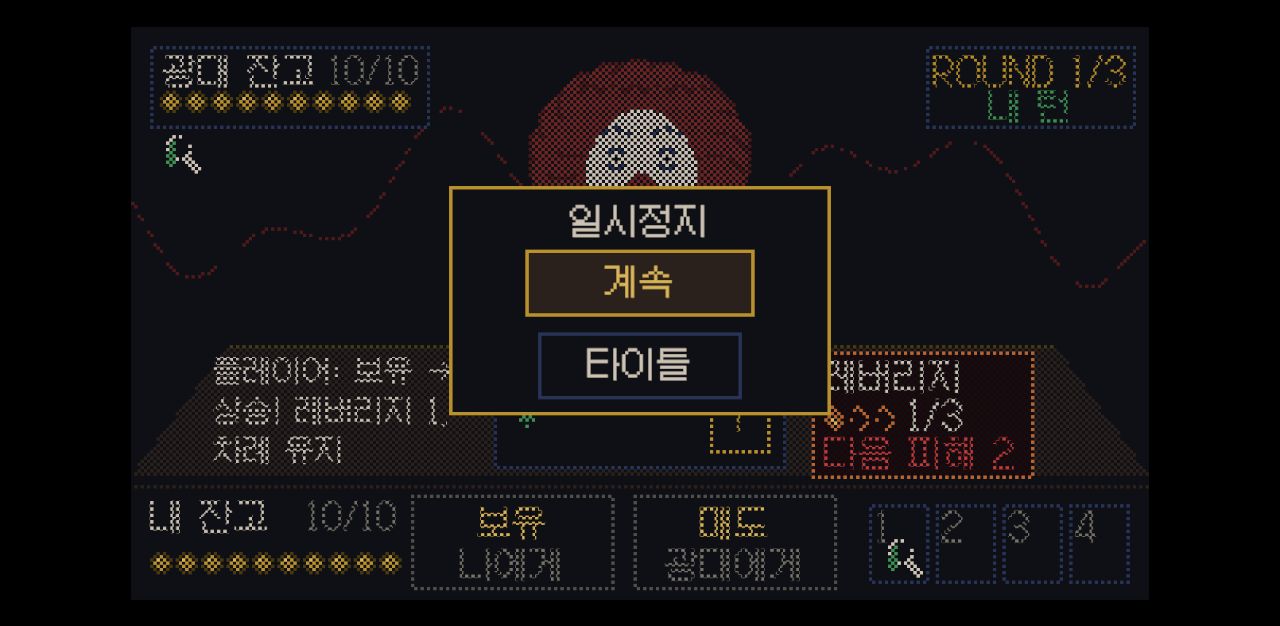 광대 잔고 10/10
ROUND 1/3
내 턴
일시정지
계속
타이틀
플레이어: 보유 →
상승! 레버리지 1,
차례 유지
레버리지
1/3
다음 피해 2
내 잔고 10/10
보유
나에게
매도
광대에게
1
2
3
4